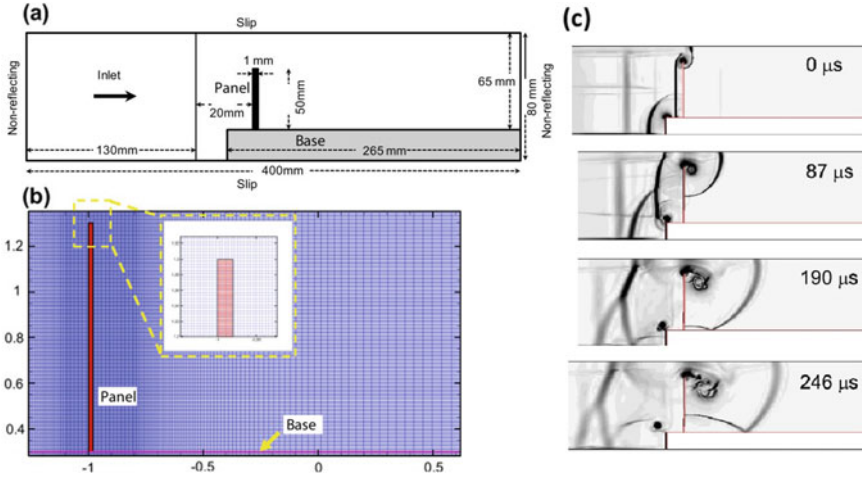 (a)
Slip
Non-reflecting
Inlet
1 mm
Panel
50mm
20mm
65 mm
80 mm
Non-reflecting
Base
130mm
265 mm
400mm
Slip
(b)
1.2
1
0.8
0.6
0.4
-1
-0.5
0
0.5
Panel
Base
(c)
0 μs
87 μs
190 μs
246 μs